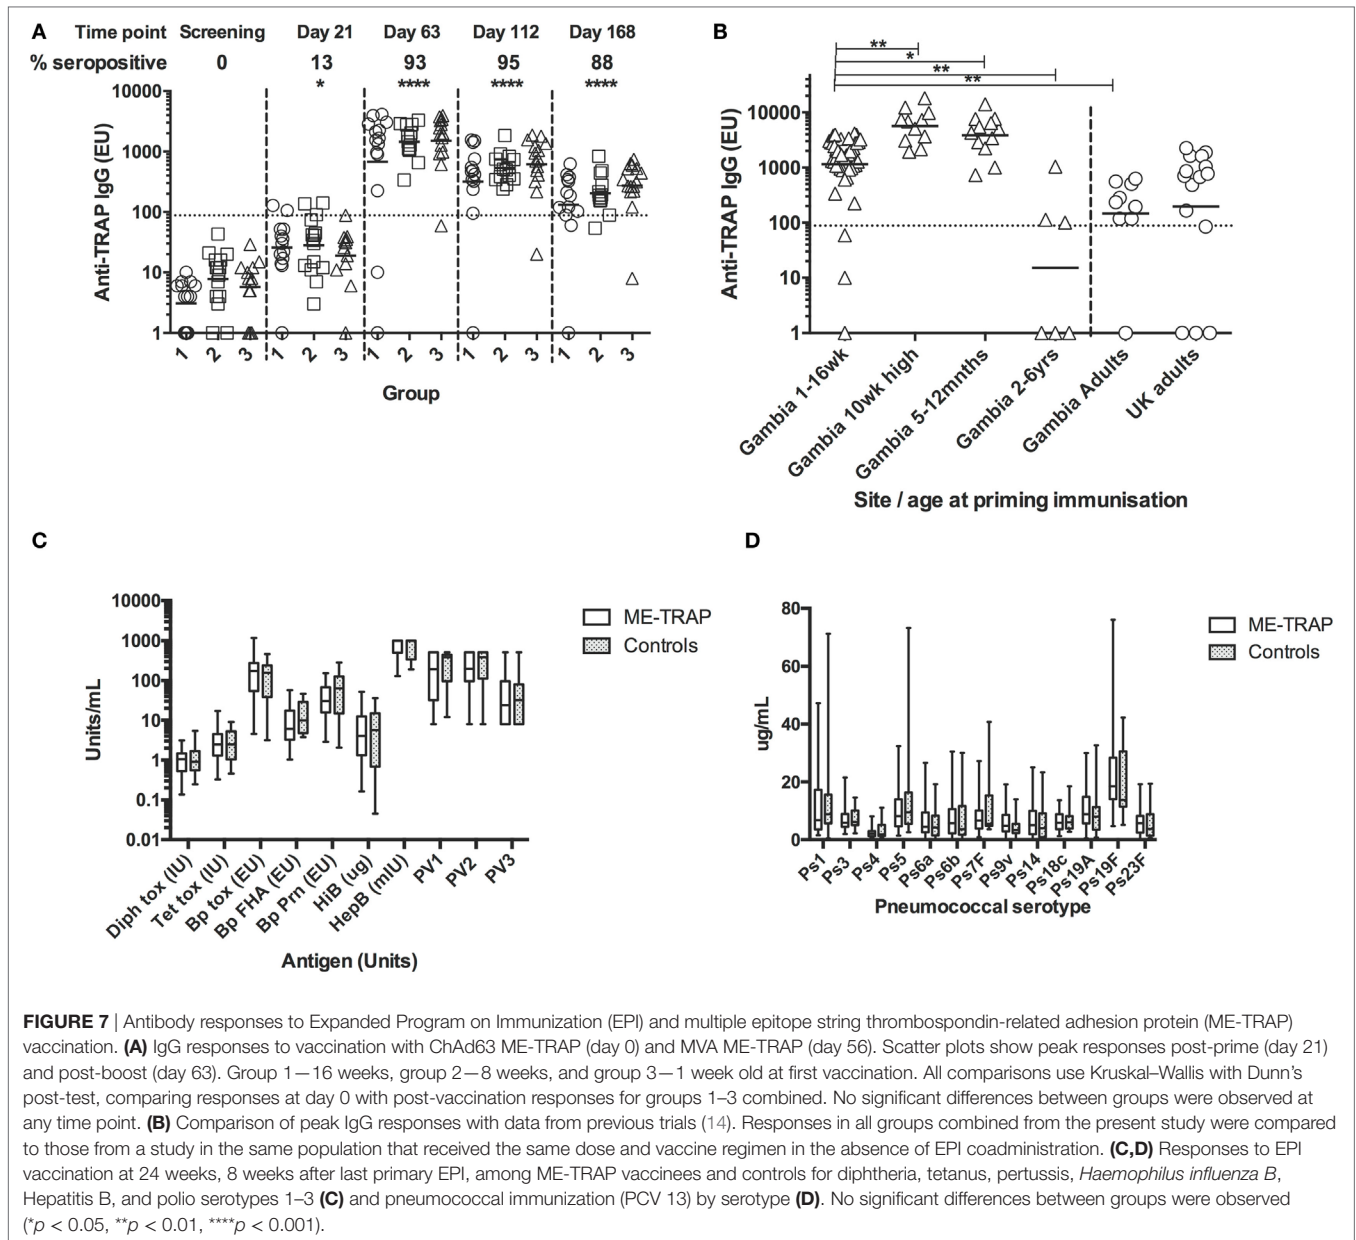 A
Time point Screening Day 21 Day 63 Day 112 Day 168
% seropositive 0 13 93 95 88
* **** **** ****
Anti-TRAP IgG (EU)
10000
1000
100
10
1
1 2 3 1 2 3 1 2 3 1 2 3 1 2 3
Group
B
**
*
**
**
Anti-TRAP IgG (EU)
10000
1000
100
10
1
Gambia 1-16wk
Gambia 10wk high
Gambia 5-12mnths
Gambia 2-6yrs
Gambia Adults
UK adults
Site / age at priming immunisation
C
Units/mL
10000
1000
100
10
1
0.1
0.01
ME-TRAP
Controls
Diph tox (IU)
Tet tox (IU)
Bp tox (EU)
Bp FHA (EU)
Bp Prn (EU)
HiB (ug)
HepB (mIU)
PV1
PV2
PV3
Antigen (Units)
D
ug/mL
80
60
40
20
0
ME-TRAP
Controls
Ps1
Ps3
Ps4
Ps5
Ps6a
Ps6b
Ps7F
Ps9v
Ps14
Ps18c
Ps19A
Ps19F
Ps23F
Pneumococcal serotype
FIGURE 7 | Antibody responses to Expanded Program on Immunization (EPI) and multiple epitope string thrombospondin-related adhesion protein (ME-TRAP)
vaccination. (A) IgG responses to vaccination with ChAd63 ME-TRAP (day 0) and MVA ME-TRAP (day 56). Scatter plots show peak responses post-prime (day 21)
and post-boost (day 63). Group 1—16 weeks, group 2—8 weeks, and group 3—1 week old at first vaccination. All comparisons use Kruskal–Wallis with Dunn's
post-test, comparing responses at day 0 with post-vaccination responses for groups 1–3 combined. No significant differences between groups were observed at
any time point. (B) Comparison of peak IgG responses with data from previous trials (14). Responses in all groups combined from the present study were compared
to those from a study in the same population that received the same dose and vaccine regimen in the absence of EPI coadministration. (C,D) Responses to EPI
vaccination at 24 weeks, 8 weeks after last primary EPI, among ME-TRAP vaccinees and controls for diphtheria, tetanus, pertussis, Haemophilus influenza B,
Hepatitis B, and polio serotypes 1–3 (C) and pneumococcal immunization (PCV 13) by serotype (D). No significant differences between groups were observed
(*p < 0.05, **p < 0.01, ****p < 0.001).